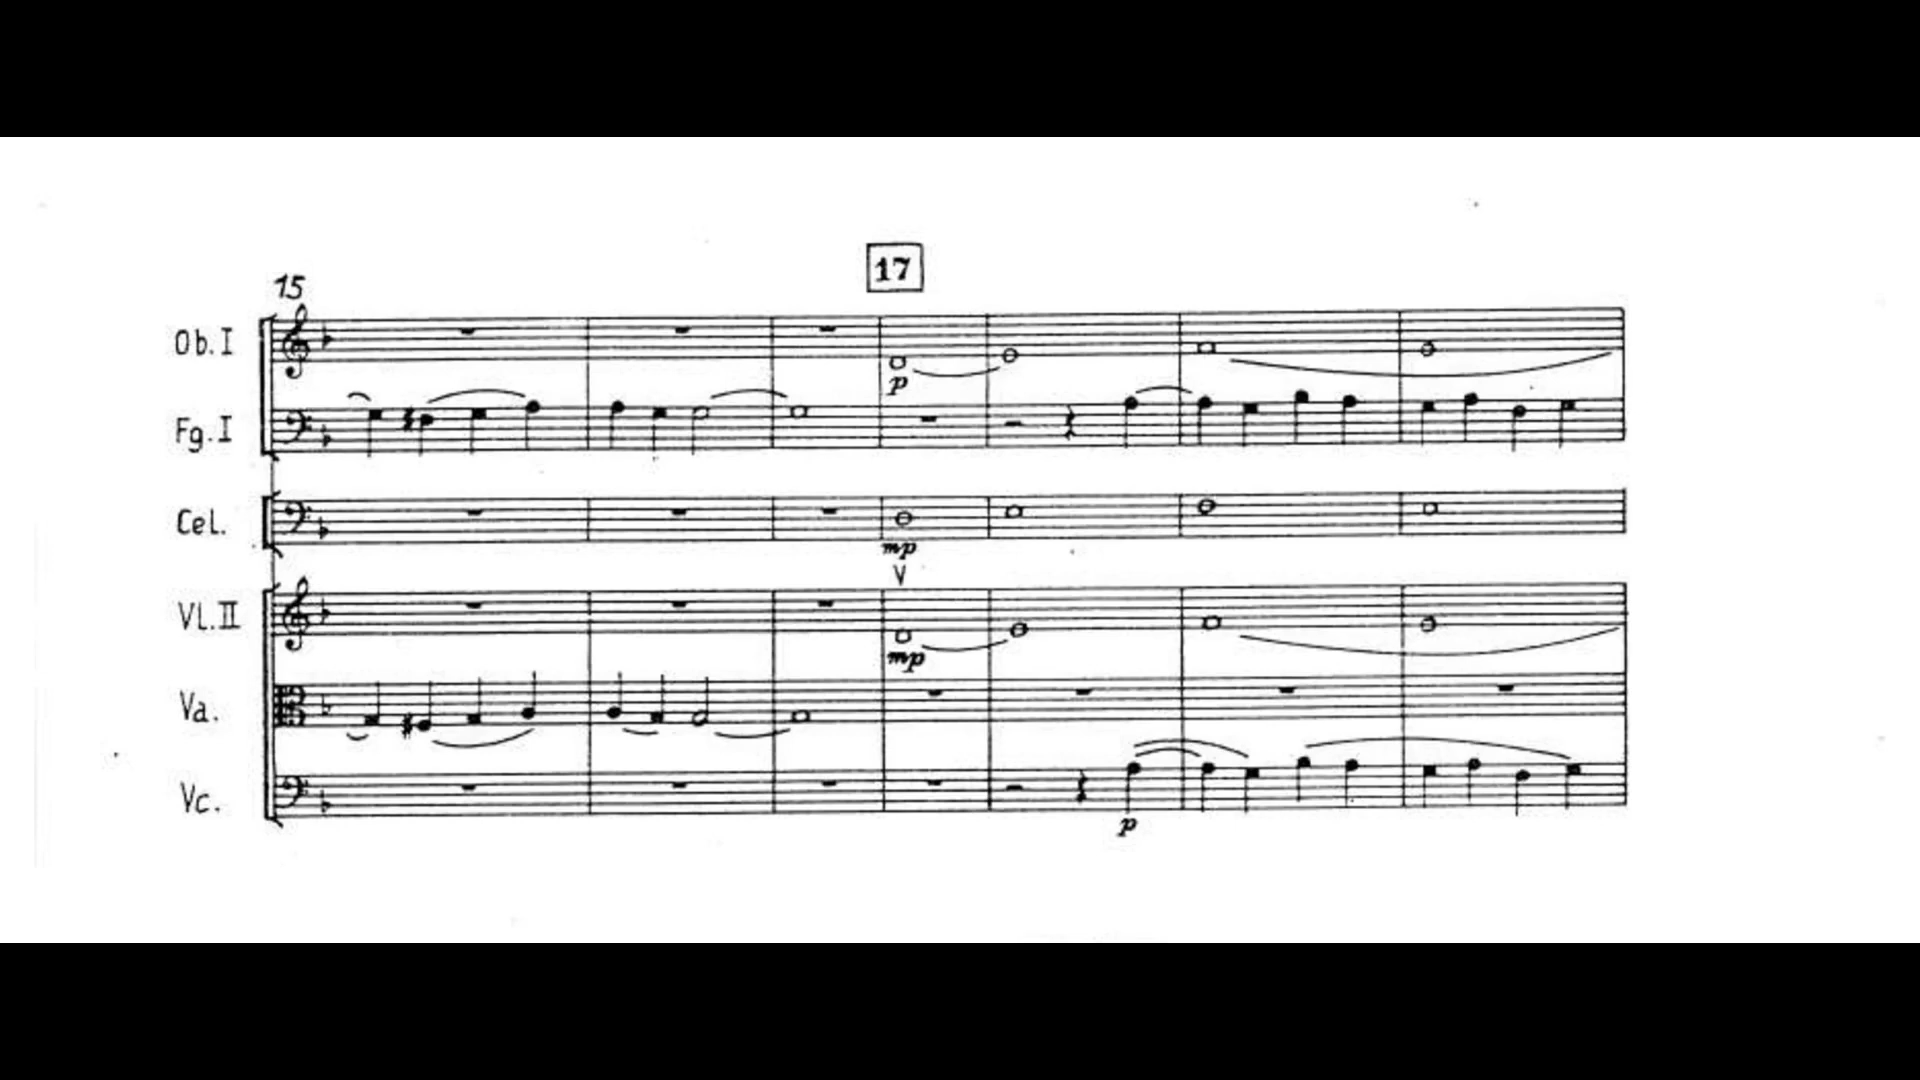 17
15
Ob. I
p
Fg. I
Cel.
mp
V
Vl. II
mp
Va.
Vc.
p